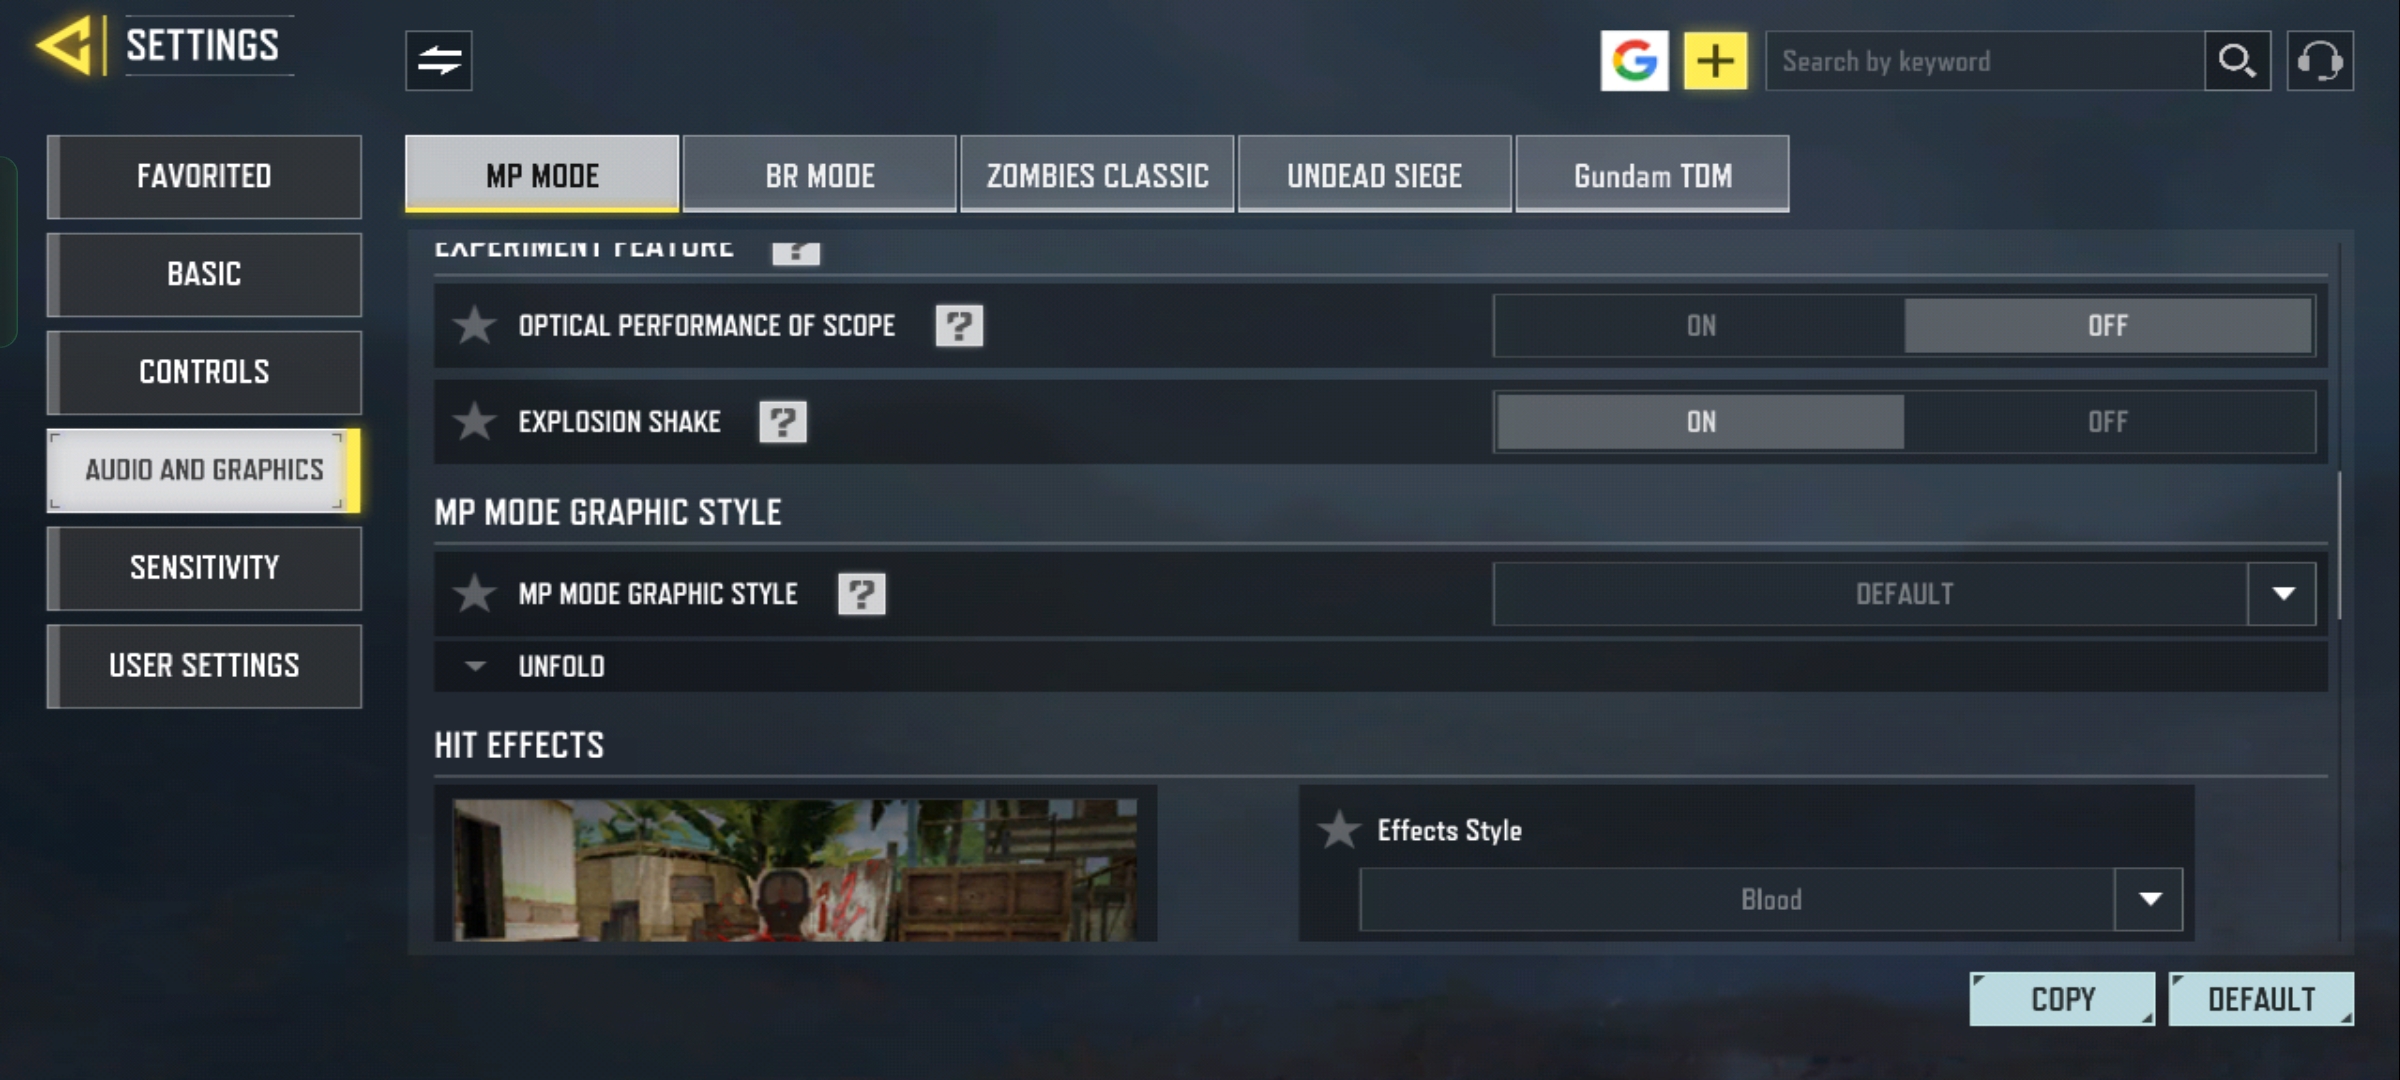 SETTINGS
Search by keyword
FAVORITED
BASIC
CONTROLS
AUDIO AND GRAPHICS
SENSITIVITY
USER SETTINGS
MP MODE
BR MODE
ZOMBIES CLASSIC
UNDEAD SIEGE
Gundam TDM
EXPERIMENT FEATURE ?
OPTICAL PERFORMANCE OF SCOPE ? ON OFF
EXPLOSION SHAKE ? ON OFF
MP MODE GRAPHIC STYLE
MP MODE GRAPHIC STYLE ? DEFAULT
UNFOLD
HIT EFFECTS
Effects Style
Blood
COPY
DEFAULT